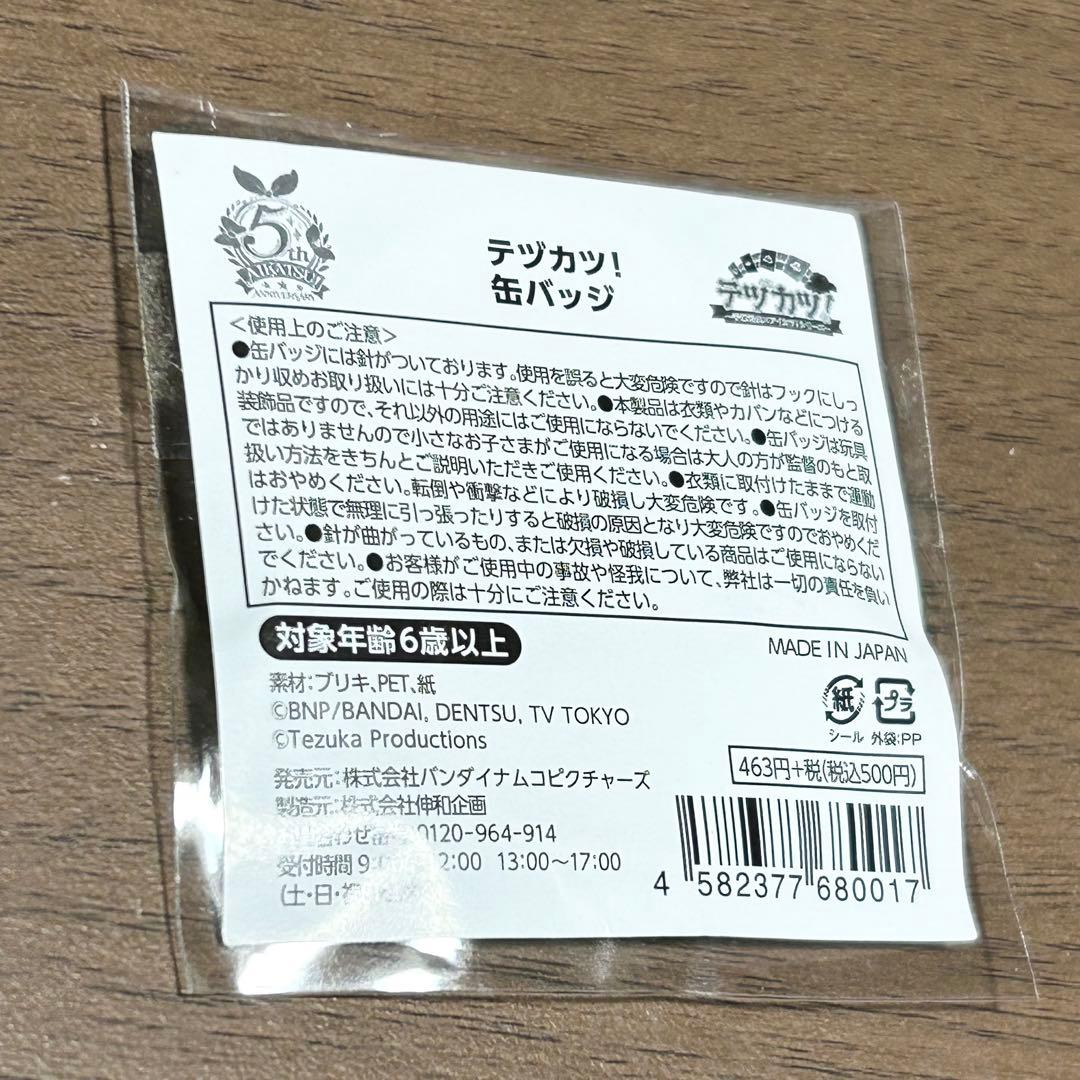 5th
AIKATSU!
ANNIVERSARY
テヅカツ!
缶バッジ
テヅカツ!
<使用上のご注意>
●缶バッジには針がついております。使用を誤ると大変危険ですので針はフックにしっ
かり収めお取り扱いには十分ご注意ください。●本製品は衣類やカバンなどにつける
装飾品ですので、それ以外の用途にはご使用にならないでください。●缶バッジは玩具
ではありませんので小さなお子さまがご使用になる場合は大人の方が監督のもと取
扱い方法をきちんとご説明いただきご使用ください。●衣類に取付けたままで運動
はおやめください。転倒や衝撃などにより破損し大変危険です。●缶バッジを取付
けた状態で無理に引っ張ったりすると破損の原因となり大変危険ですのでおやめくだ
さい。●針が曲がっているもの、または欠損や破損している商品はご使用にならない
でください。●お客様がご使用中の事故や怪我について、弊社は一切の責任を負い
かねます。ご使用の際は十分にご注意ください。
対象年齢6歳以上
MADE IN JAPAN
素材:ブリキ、PET、紙
©BNP/BANDAI, DENTSU, TV TOKYO
©Tezuka Productions
紙
プラ
シール 外袋:PP
463円+税(税込500円)
発売元:株式会社バンダイナムコピクチャーズ
製造元:株式会社伸和企画
0120-964-914
受付時間 9:00 13:00~17:00
(土・日・祝
4 582377 680017